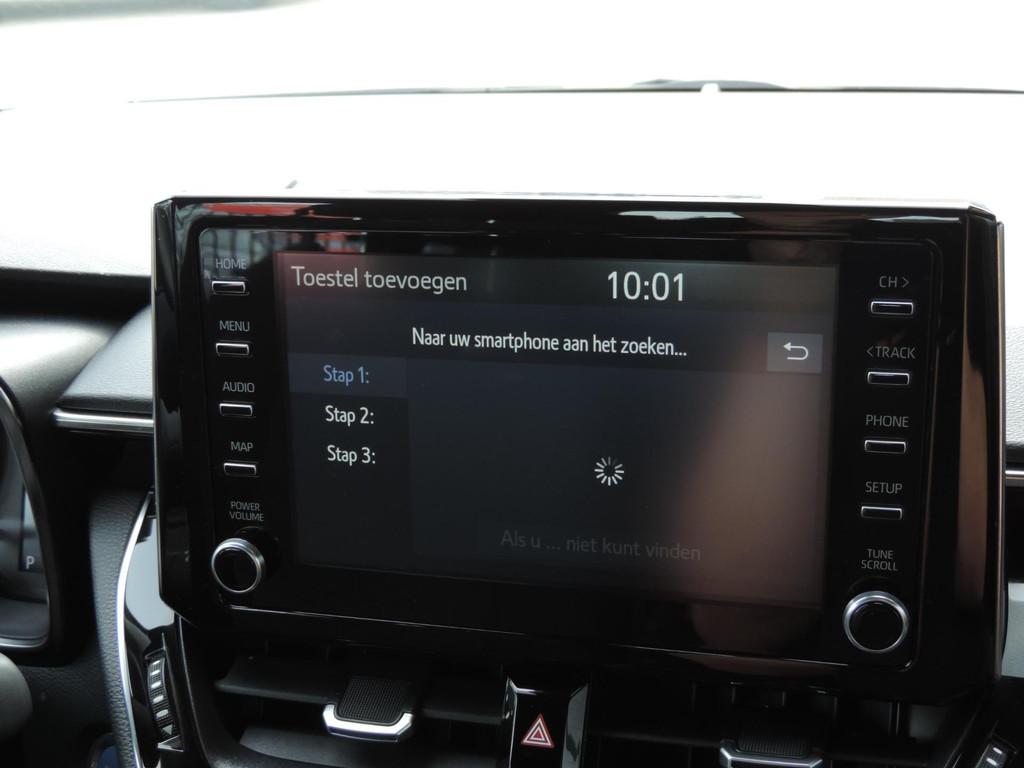 HOME
MENU
AUDIO
MAP
POWER
VOLUME
Toestel toevoegen
10:01
Naar uw smartphone aan het zoeken...
Stap 1:
Stap 2:
Stap 3:
Als u ... niet kunt vinden
CH >
< TRACK
PHONE
SETUP
TUNE
SCROLL
P